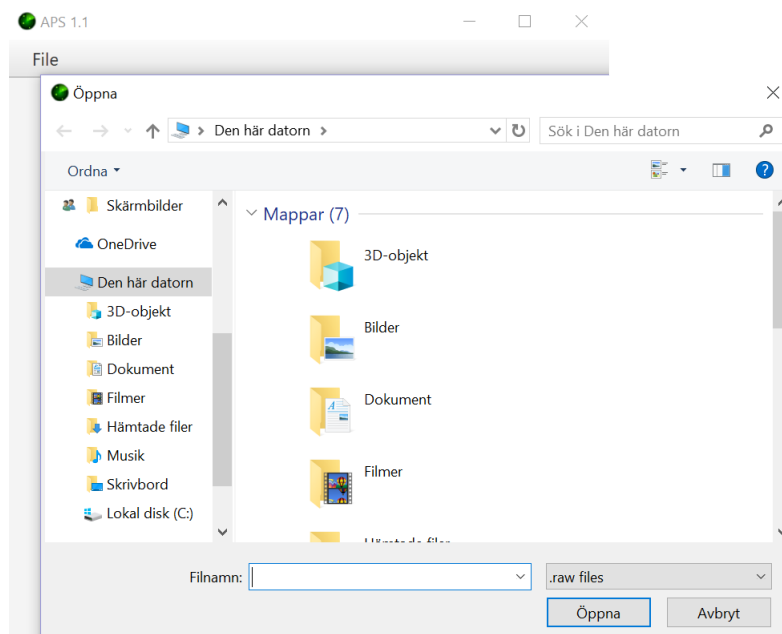 APS 1.1
File
Öppna
Den här datorn
Sök i Den här datorn
Ordna
Skärmbilder
OneDrive
Den här datorn
3D-objekt
Bilder
Dokument
Filmer
Hämtade filer
Musik
Skrivbord
Lokal disk (C:)
Mappar (7)
3D-objekt
Bilder
Dokument
Filmer
Hämtade filer
Filnamn:
.raw files
Öppna
Avbryt